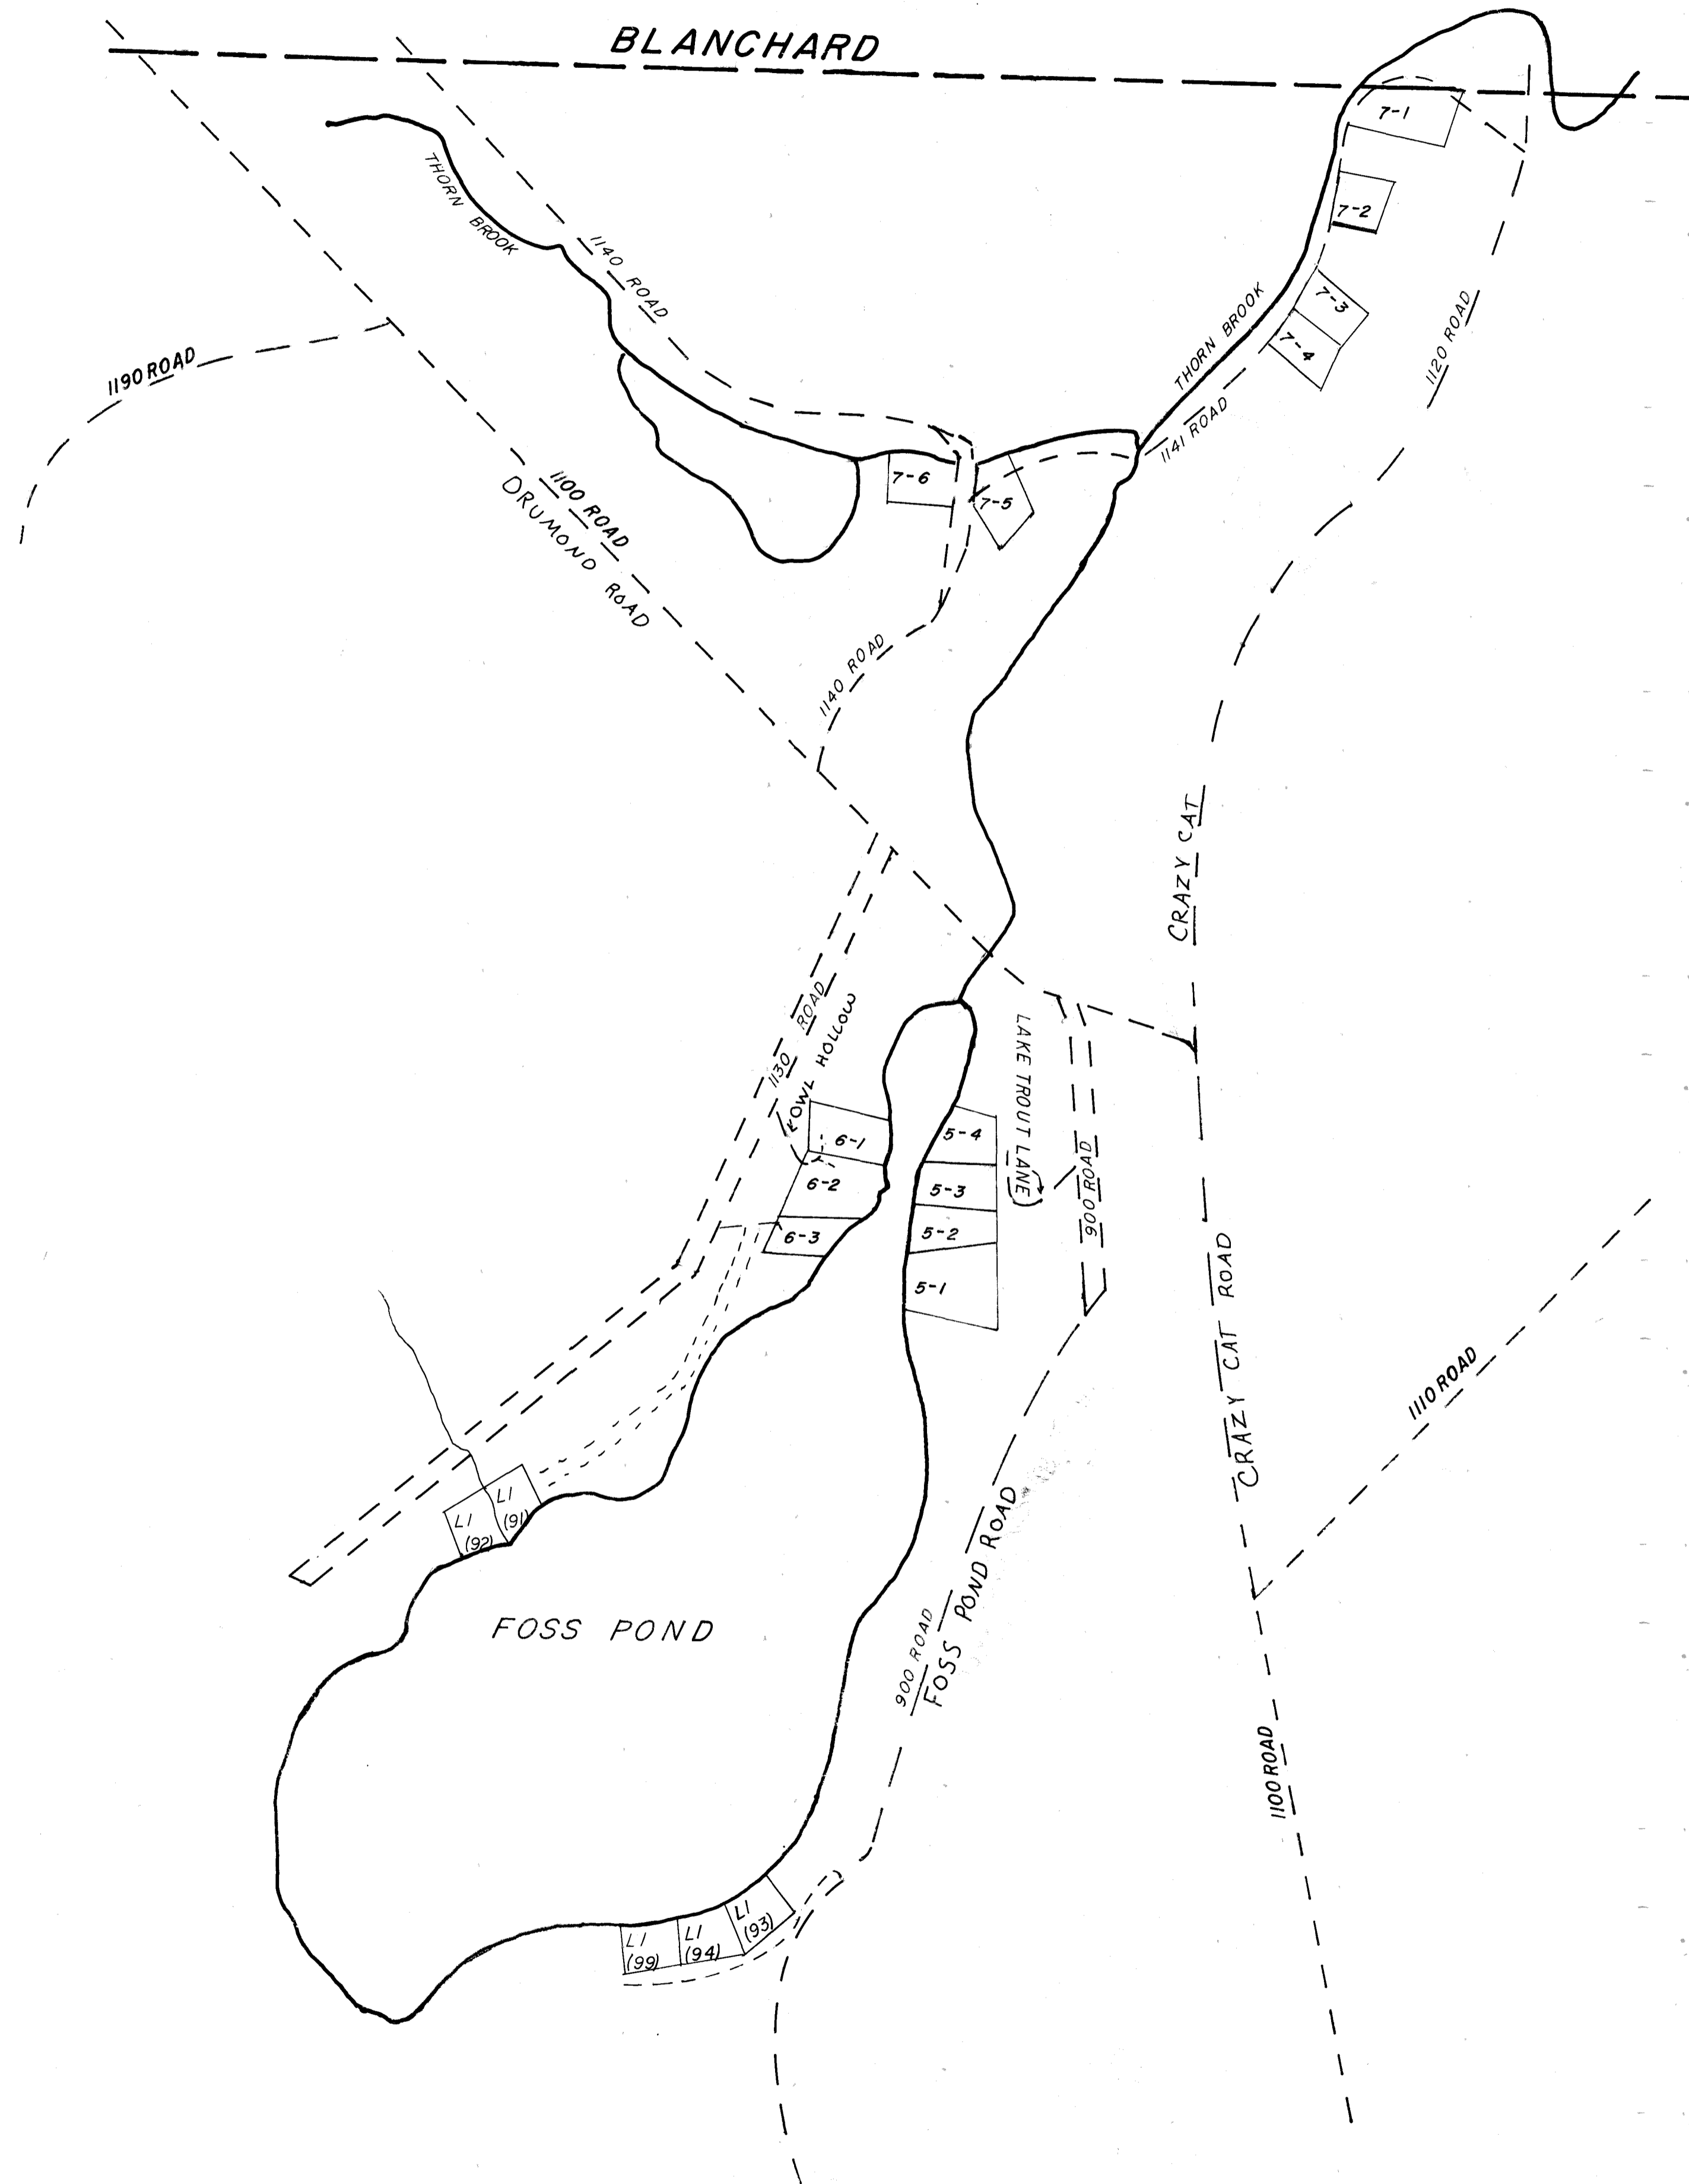 BLANCHARD
7-1
7-2
THORN BROOK
1140 ROAD
7-3
7-4
THORN BROOK
1120 ROAD
1190 ROAD
1141 ROAD
7-6
7-5
1100 ROAD
DRUMOND ROAD
1140 ROAD
CRAZY CAT
1130 ROAD
OWL HOLLOW
LAKE TROUT LANE
6-1
5-4
6-2
5-3
900 ROAD
6-3
5-2
5-1
CRAZY CAT ROAD
1110 ROAD
L1
(91)
L1
(92)
FOSS POND
900 ROAD
FOSS POND ROAD
1100 ROAD
L1
(93)
L1
(94)
L1
(99)